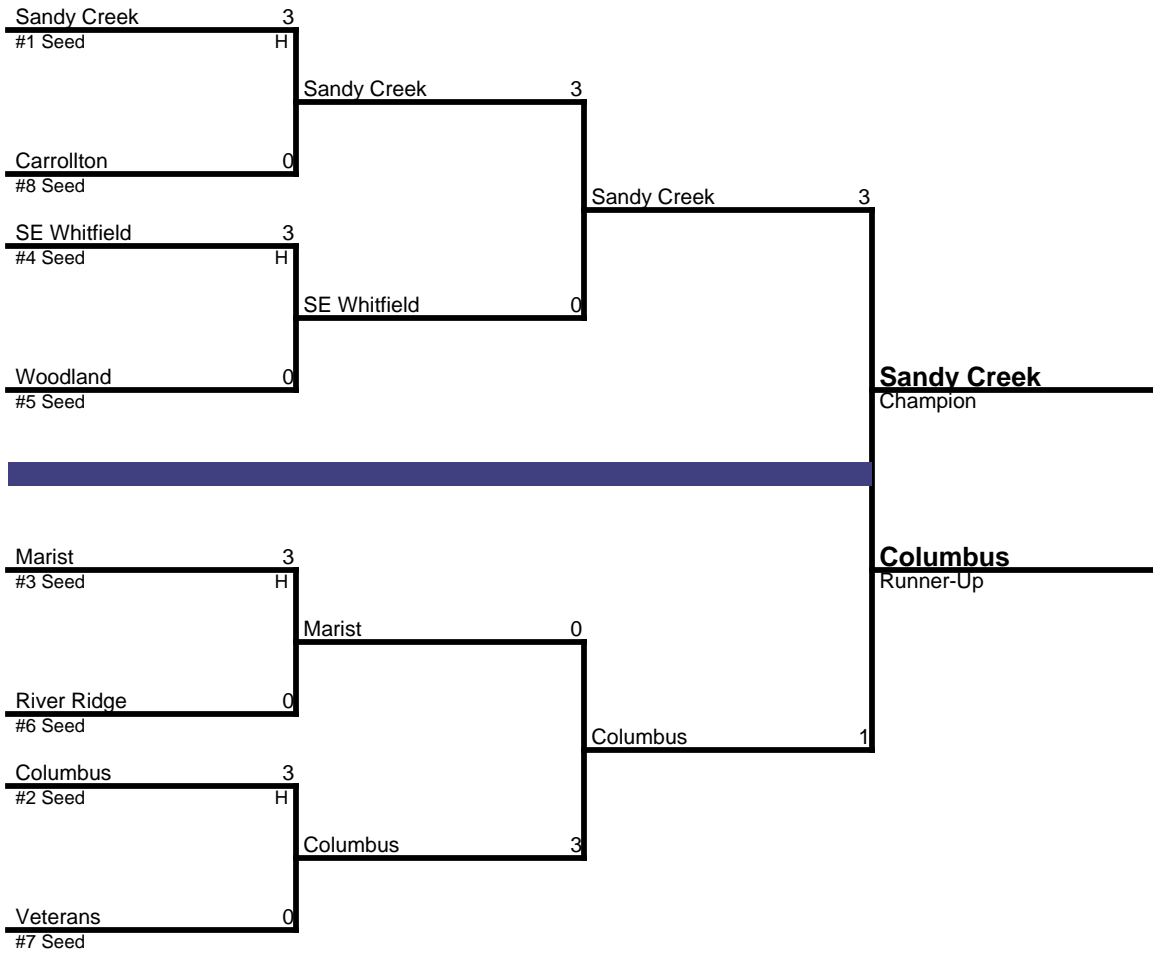 Sandy Creek 3
#1 Seed H
Sandy Creek 3
Carrollton 0
#8 Seed
Sandy Creek 3
SE Whitfield 3
#4 Seed H
SE Whitfield 0
Woodland 0
#5 Seed
Sandy Creek
Champion
Marist 3
#3 Seed H
Columbus
Runner-Up
Marist 0
River Ridge 0
#6 Seed
Columbus 1
Columbus 3
#2 Seed H
Columbus 3
Veterans 0
#7 Seed